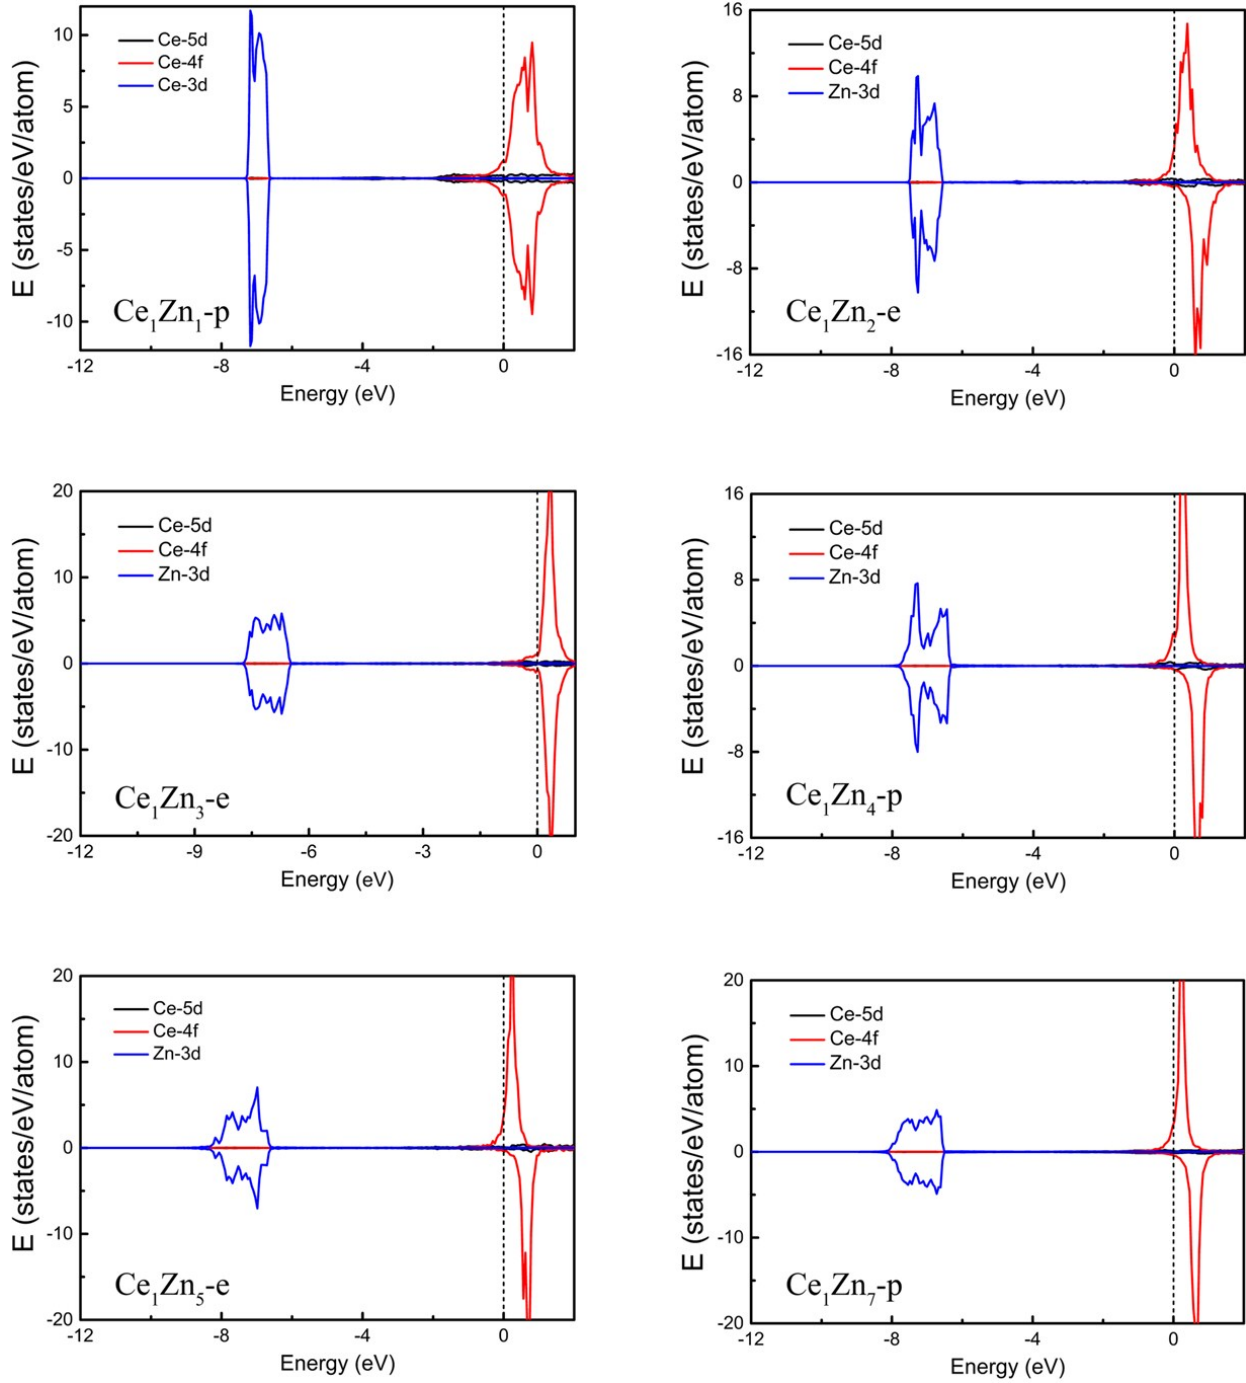 E (states/eV/atom)
10
5
0
-5
-10
Ce-5d
Ce-4f
Ce-3d
Ce₁Zn₁-p
-12
-8
-4
0
Energy (eV)
E (states/eV/atom)
16
8
0
-8
-16
Ce-5d
Ce-4f
Zn-3d
Ce₁Zn₂-e
-12
-8
-4
0
Energy (eV)
E (states/eV/atom)
20
10
0
-10
-20
Ce-5d
Ce-4f
Zn-3d
Ce₁Zn₃-e
-12
-9
-6
-3
0
Energy (eV)
E (states/eV/atom)
16
8
0
-8
-16
Ce-5d
Ce-4f
Zn-3d
Ce₁Zn₄-p
-12
-8
-4
0
Energy (eV)
E (states/eV/atom)
20
10
0
-10
-20
Ce-5d
Ce-4f
Zn-3d
Ce₁Zn₅-e
-12
-8
-4
0
Energy (eV)
E (states/eV/atom)
20
10
0
-10
-20
Ce-5d
Ce-4f
Zn-3d
Ce₁Zn₇-p
-12
-8
-4
0
Energy (eV)